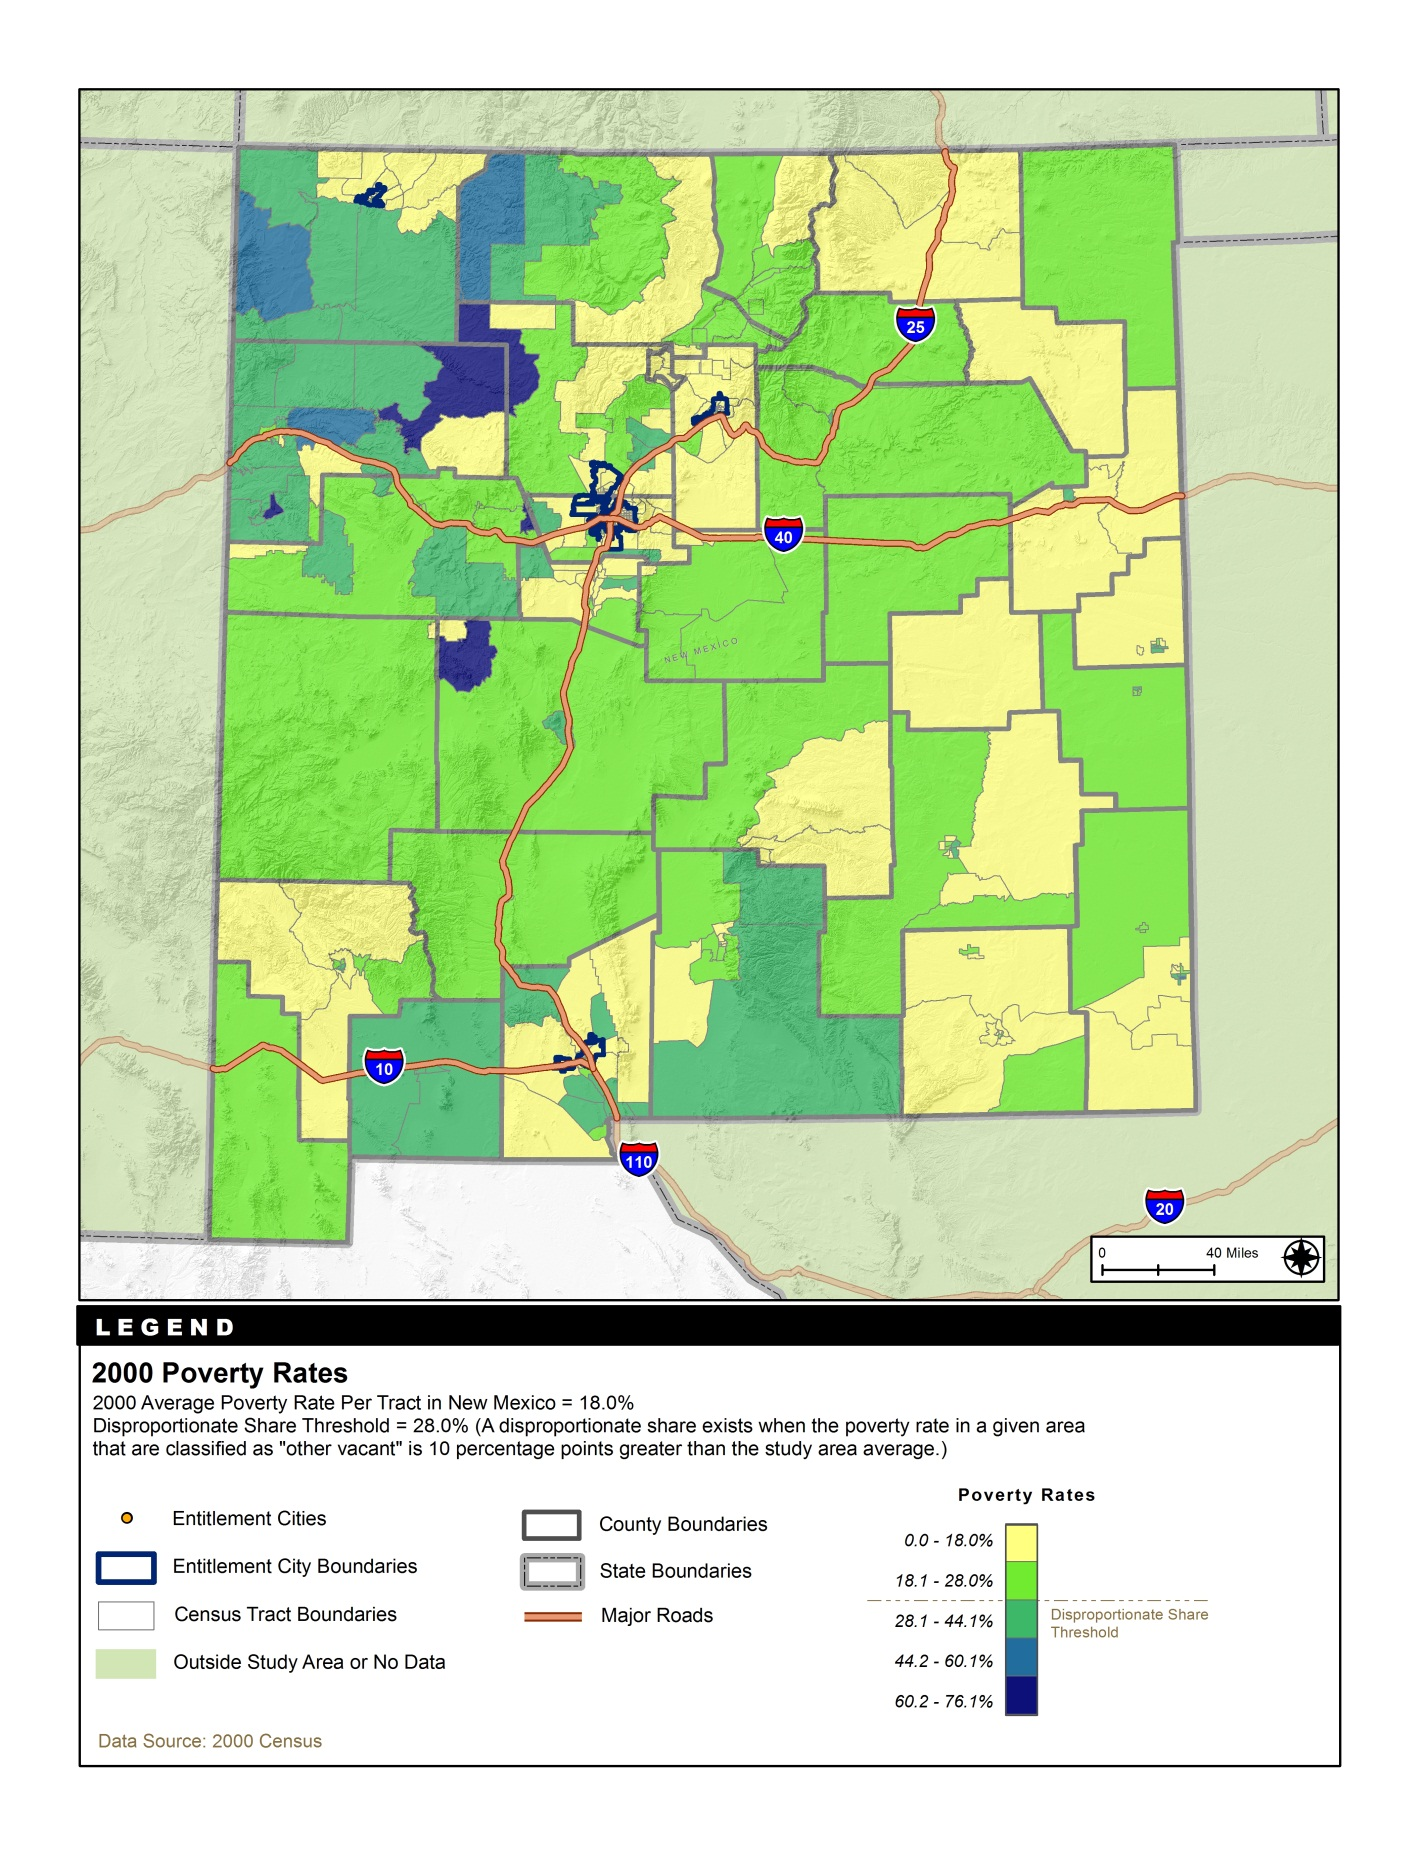 25
40
NEW MEXICO
10
110
20
0 40 Miles
LEGEND
2000 Poverty Rates
2000 Average Poverty Rate Per Tract in New Mexico = 18.0%
Disproportionate Share Threshold = 28.0% (A disproportionate share exists when the poverty rate in a given area
that are classified as "other vacant" is 10 percentage points greater than the study area average.)
Entitlement Cities
Entitlement City Boundaries
Census Tract Boundaries
Outside Study Area or No Data
County Boundaries
State Boundaries
Major Roads
Poverty Rates
0.0 - 18.0%
18.1 - 28.0%
28.1 - 44.1%
44.2 - 60.1%
60.2 - 76.1%
Disproportionate Share
Threshold
Data Source: 2000 Census